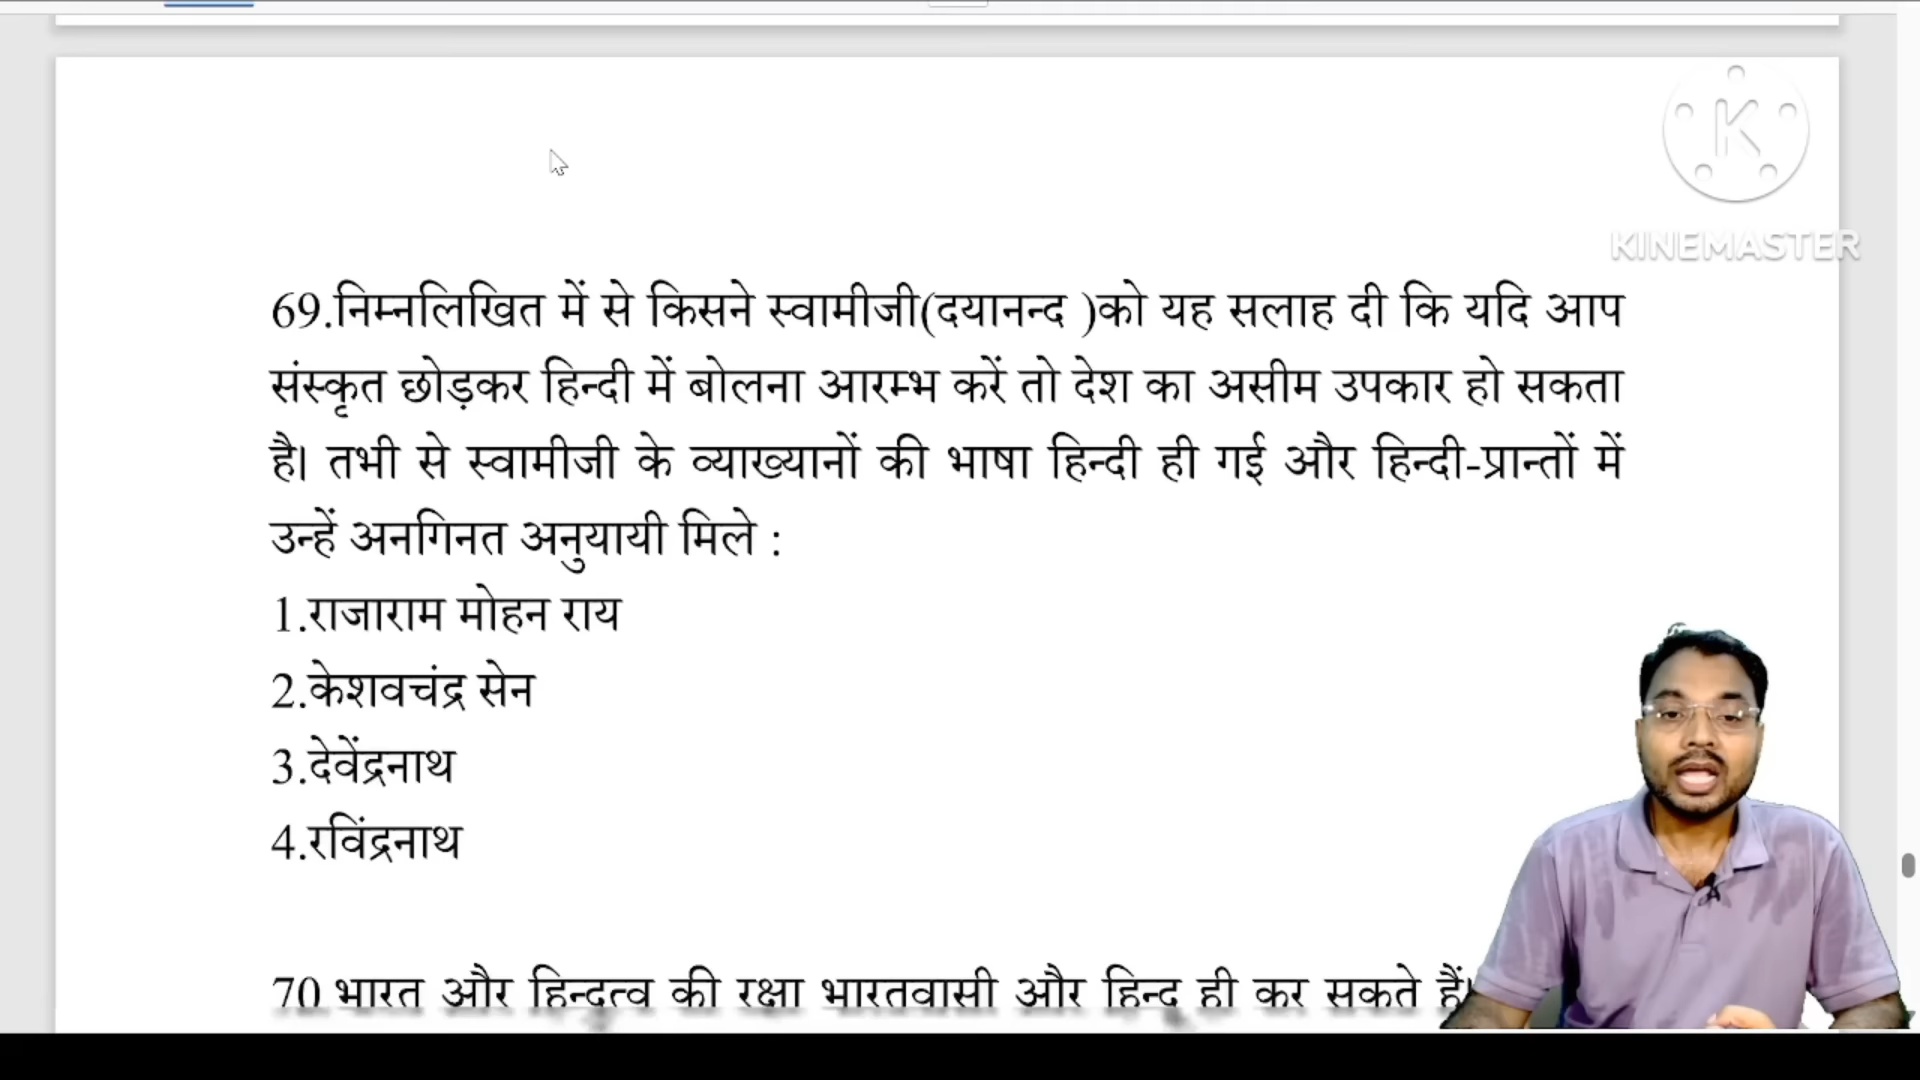 K
KINEMASTER
69.निम्नलिखित में से किसने स्वामीजी(दयानन्द )को यह सलाह दी कि यदि आप
संस्कृत छोड़कर हिन्दी में बोलना आरम्भ करें तो देश का असीम उपकार हो सकता
है। तभी से स्वामीजी के व्याख्यानों की भाषा हिन्दी ही गई और हिन्दी-प्रान्तों में
उन्हें अनगिनत अनुयायी मिले :
1.राजाराम मोहन राय
2.केशवचंद्र सेन
3.देवेंद्रनाथ
4.रविंद्रनाथ
70 भारत और हिन्दुत्व की रक्षा भारतवासी और हिन्दू ही कर सकते हैं।